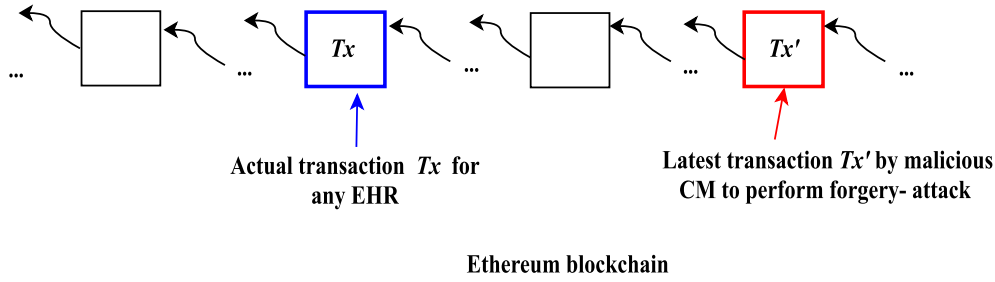 Tx
Tx′
... ... ... ... ...
Actual transaction Tx for
any EHR
Latest transaction Tx′ by malicious
CM to perform forgery- attack
Ethereum blockchain